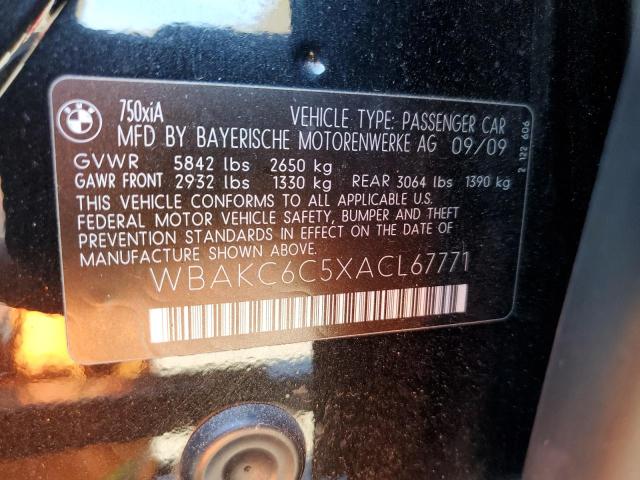 BMW
750xiA
VEHICLE TYPE: PASSENGER CAR
MFD BY BAYERISCHE MOTORENWERKE AG 09/09
GVWR 5842 lbs 2650 kg
GAWR FRONT 2932 lbs 1330 kg REAR 3064 lbs 1390 kg
THIS VEHICLE CONFORMS TO ALL APPLICABLE U.S.
FEDERAL MOTOR VEHICLE SAFETY, BUMPER AND THEFT
PREVENTION STANDARDS IN EFFECT ON THE DATE OF
MANUFACTURE SHOWN ABOVE.
WBAKC6C5XACL67771
2 122 606